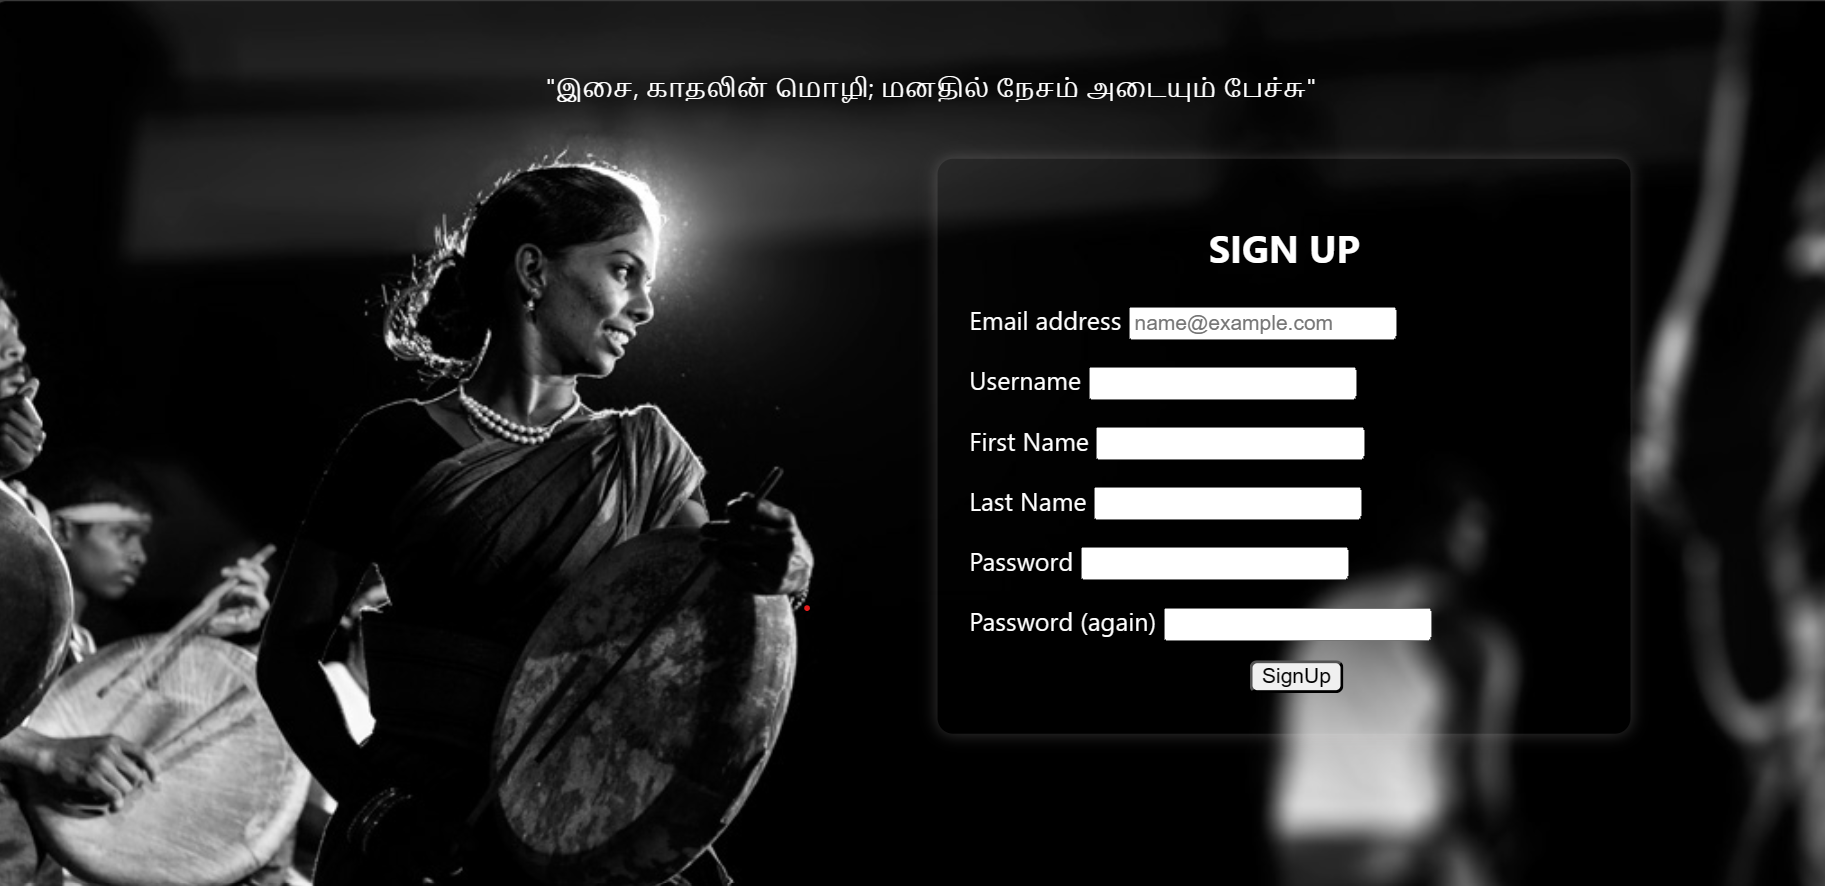 "இசை, காதலின் மொழி; மனதில் நேசம் அடையும் பேச்சு"
SIGN UP
Email address name@example.com
Username
First Name
Last Name
Password
Password (again)
SignUp